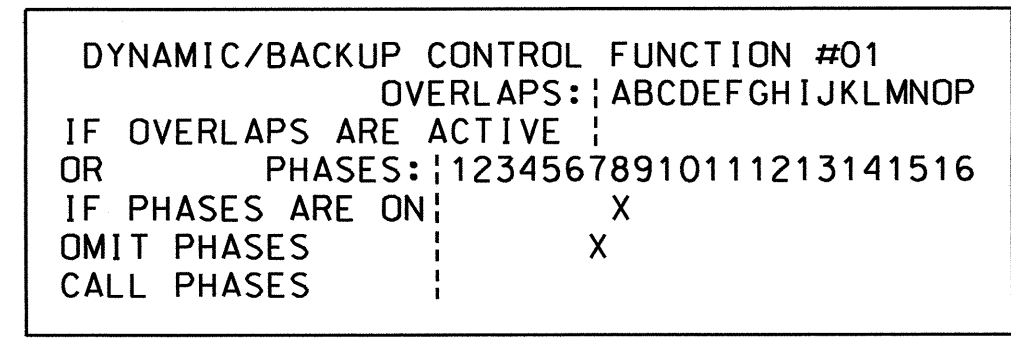 DYNAMIC/BACKUP CONTROL FUNCTION #01
OVERLAPS:¦ABCDEFGHIJKLMNOP
IF OVERLAPS ARE ACTIVE ¦
OR PHASES:¦12345678910111213141516
IF PHASES ARE ON¦ X
OMIT PHASES ¦ X
CALL PHASES ¦